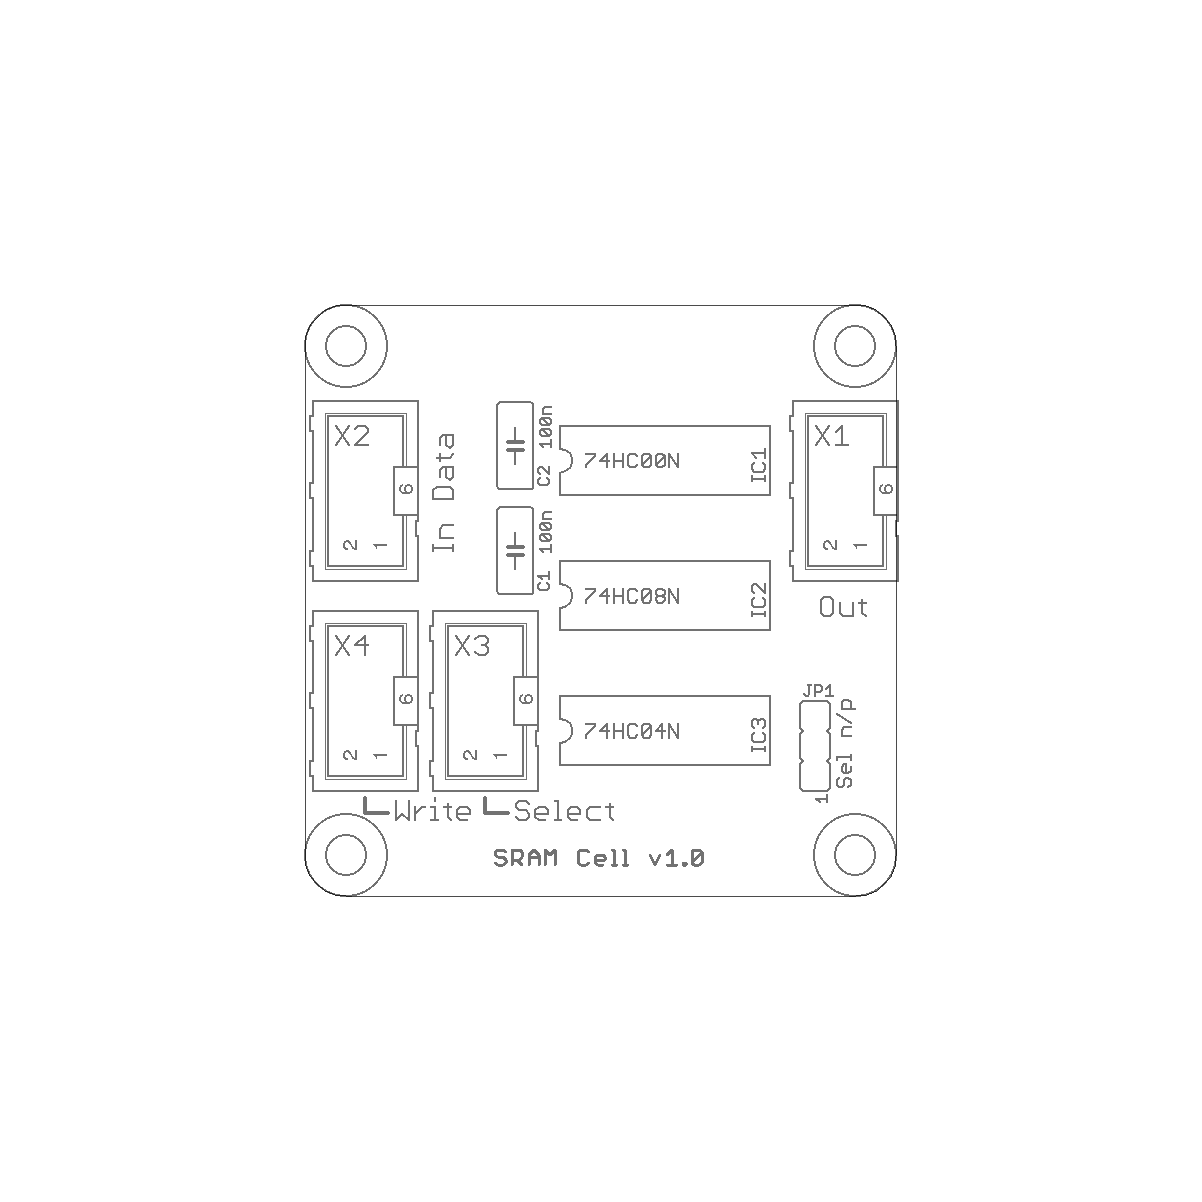 X2
6
2 1
In Data
C2 100n
C1 100n
74HC00N IC1
74HC08N IC2
74HC04N IC3
X1
6
2 1
Out
X4
6
2 1
Write
X3
6
2 1
Select
JP1
Sel n/p
1
SRAM Cell v1.0